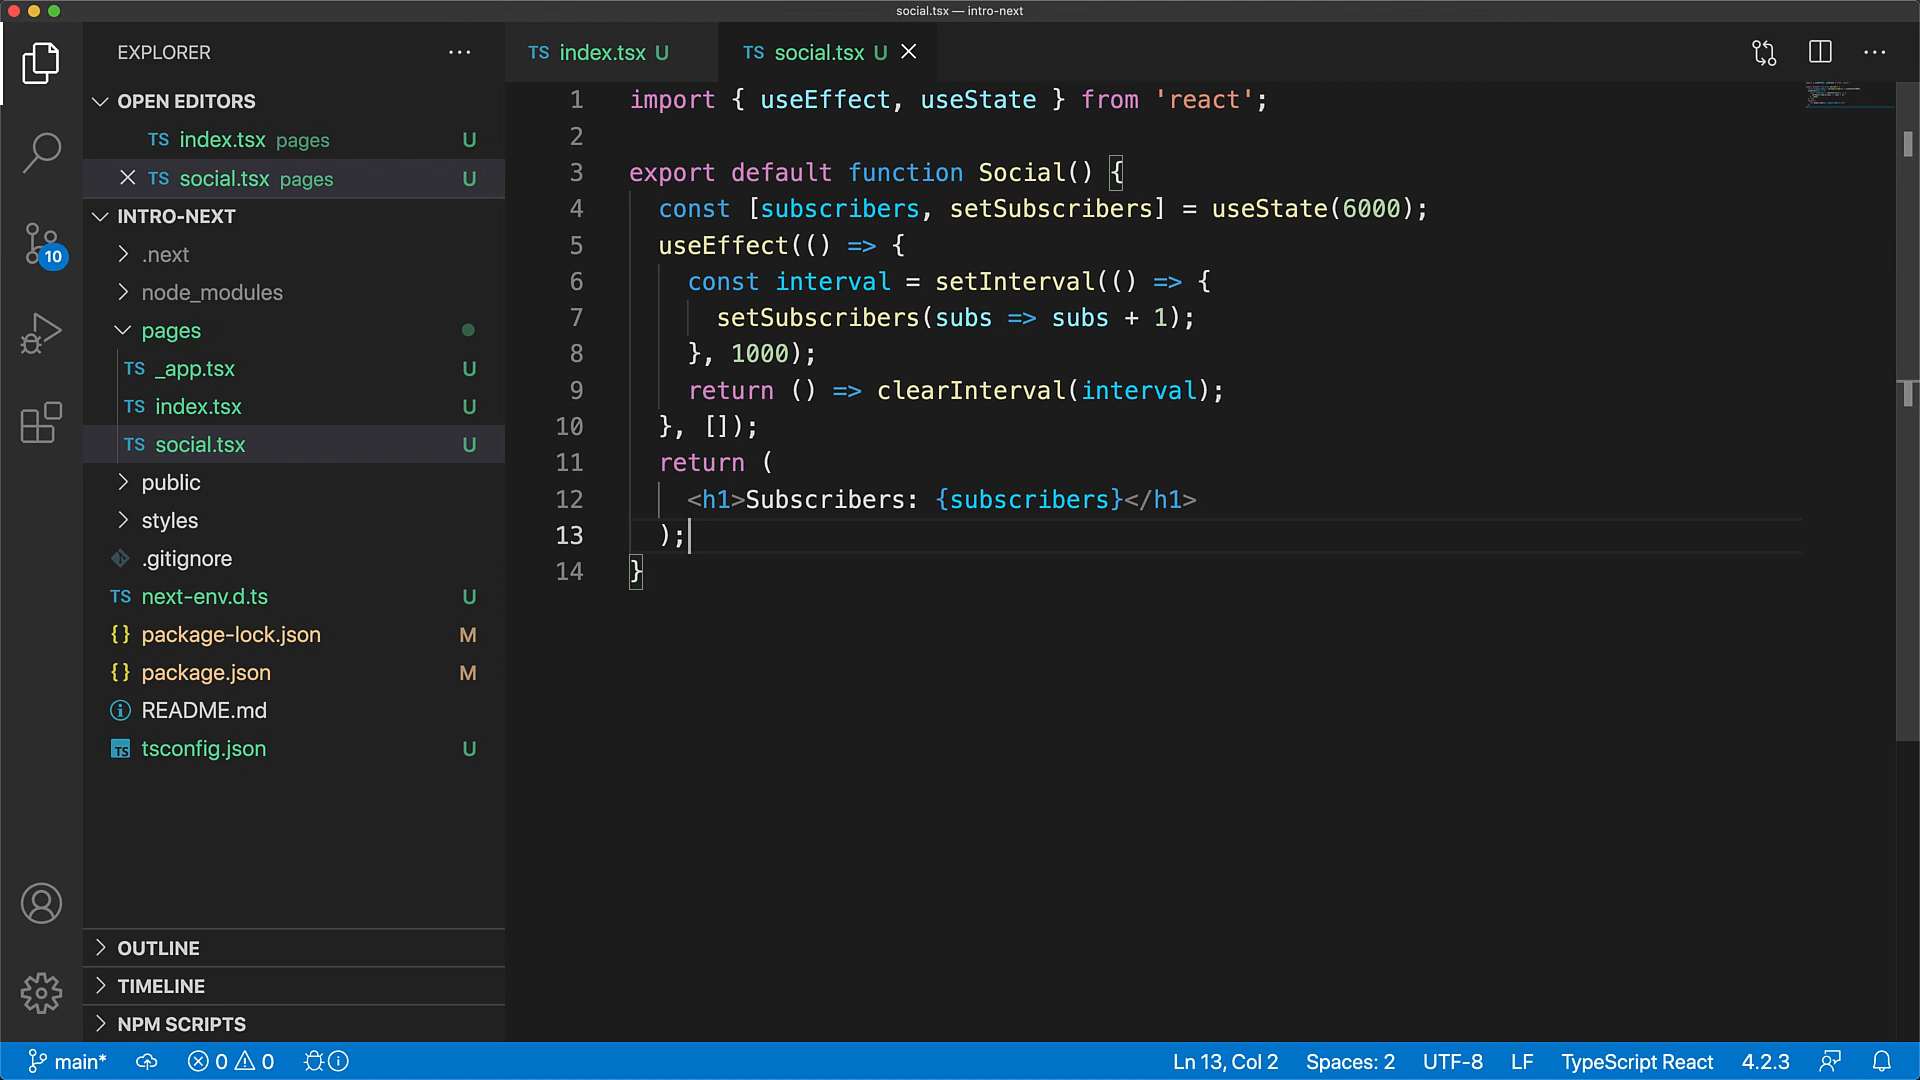 social.tsx — intro-next
EXPLORER
OPEN EDITORS
TS index.tsx pages U
TS social.tsx pages U
INTRO-NEXT
.next
node_modules
pages
TS _app.tsx U
TS index.tsx U
TS social.tsx U
public
styles
.gitignore
TS next-env.d.ts U
{} package-lock.json M
{} package.json M
README.md
TS tsconfig.json U
OUTLINE
TIMELINE
NPM SCRIPTS
10
TS index.tsx U
TS social.tsx U
1 import { useEffect, useState } from 'react';
2
3 export default function Social() {
4 const [subscribers, setSubscribers] = useState(6000);
5 useEffect(() => {
6 const interval = setInterval(() => {
7 setSubscribers(subs => subs + 1);
8 }, 1000);
9 return () => clearInterval(interval);
10 }, []);
11 return (
12 <h1>Subscribers: {subscribers}</h1>
13 );
14 }
main* 0 0 Ln 13, Col 2 Spaces: 2 UTF-8 LF TypeScript React 4.2.3